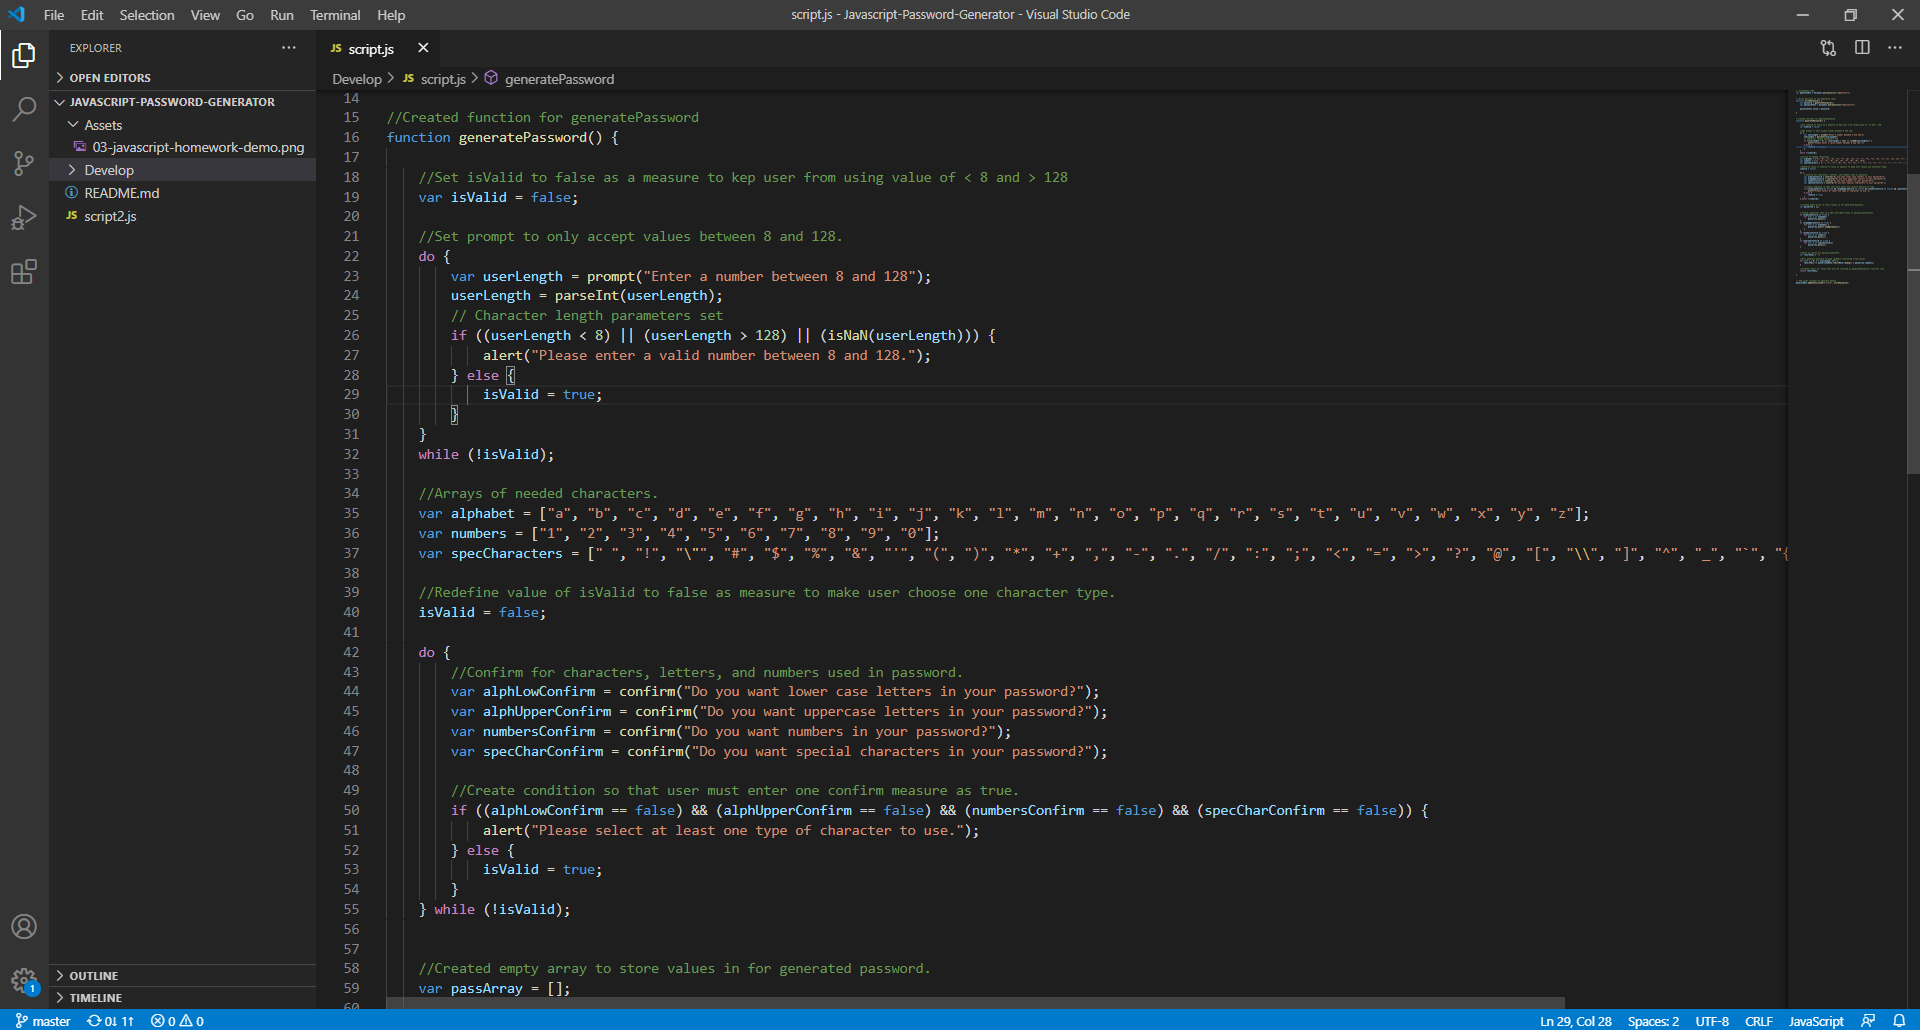 File Edit Selection View Go Run Terminal Help
script.js - Javascript-Password-Generator - Visual Studio Code
EXPLORER
OPEN EDITORS
JAVASCRIPT-PASSWORD-GENERATOR
Assets
03-javascript-homework-demo.png
Develop
README.md
JS script2.js
OUTLINE
TIMELINE
JS script.js
Develop > JS script.js > generatePassword
14
15 //Created function for generatePassword
16 function generatePassword() {
17
18 //Set isValid to false as a measure to kep user from using value of < 8 and > 128
19 var isValid = false;
20
21 //Set prompt to only accept values between 8 and 128.
22 do {
23 var userLength = prompt("Enter a number between 8 and 128");
24 userLength = parseInt(userLength);
25 // Character length parameters set
26 if ((userLength < 8) || (userLength > 128) || (isNaN(userLength))) {
27 alert("Please enter a valid number between 8 and 128.");
28 } else {
29 isValid = true;
30 }
31 }
32 while (!isValid);
33
34 //Arrays of needed characters.
35 var alphabet = ["a", "b", "c", "d", "e", "f", "g", "h", "i", "j", "k", "l", "m", "n", "o", "p", "q", "r", "s", "t", "u", "v", "w", "x", "y", "z"];
36 var numbers = ["1", "2", "3", "4", "5", "6", "7", "8", "9", "0"];
37 var specCharacters = [" ", "!", "\"", "#", "$", "%", "&", "'", "(", ")", "*", "+", ",", "-", ".", "/", ":", ";", "<", "=", ">", "?", "@", "[", "\\", "]", "^", "_", "`", "{
38
39 //Redefine value of isValid to false as measure to make user choose one character type.
40 isValid = false;
41
42 do {
43 //Confirm for characters, letters, and numbers used in password.
44 var alphLowConfirm = confirm("Do you want lower case letters in your password?");
45 var alphUpperConfirm = confirm("Do you want uppercase letters in your password?");
46 var numbersConfirm = confirm("Do you want numbers in your password?");
47 var specCharConfirm = confirm("Do you want special characters in your password?");
48
49 //Create condition so that user must enter one confirm measure as true.
50 if ((alphLowConfirm == false) && (alphUpperConfirm == false) && (numbersConfirm == false) && (specCharConfirm == false)) {
51 alert("Please select at least one type of character to use.");
52 } else {
53 isValid = true;
54 }
55 } while (!isValid);
56
57
58 //Created empty array to store values in for generated password.
59 var passArray = [];
60
1
master 0↓ 1↑ 0 0
Ln 29, Col 28 Spaces: 2 UTF-8 CRLF JavaScript